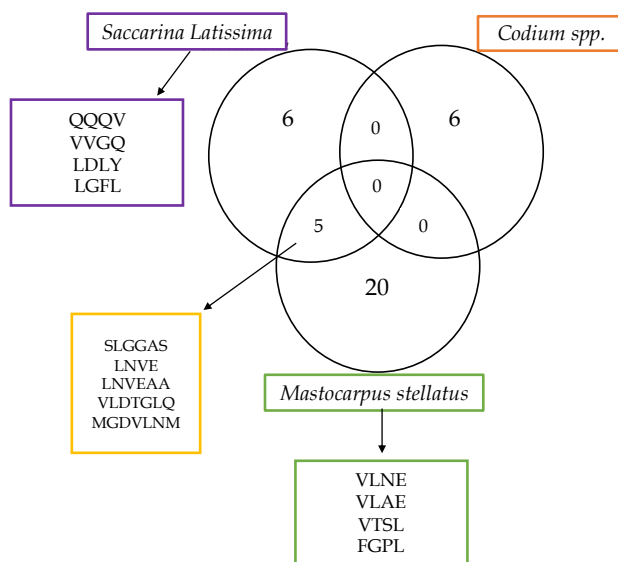 Saccarina Latissima
Codium spp.
6
0
6
QQQV
VVGQ
LDLY
LGFL
0
5
0
20
SLGGAS
LNVE
LNVEAA
VLDTGLQ
MGDVLNM
Mastocarpus stellatus
VLNE
VLAE
VTSL
FGPL